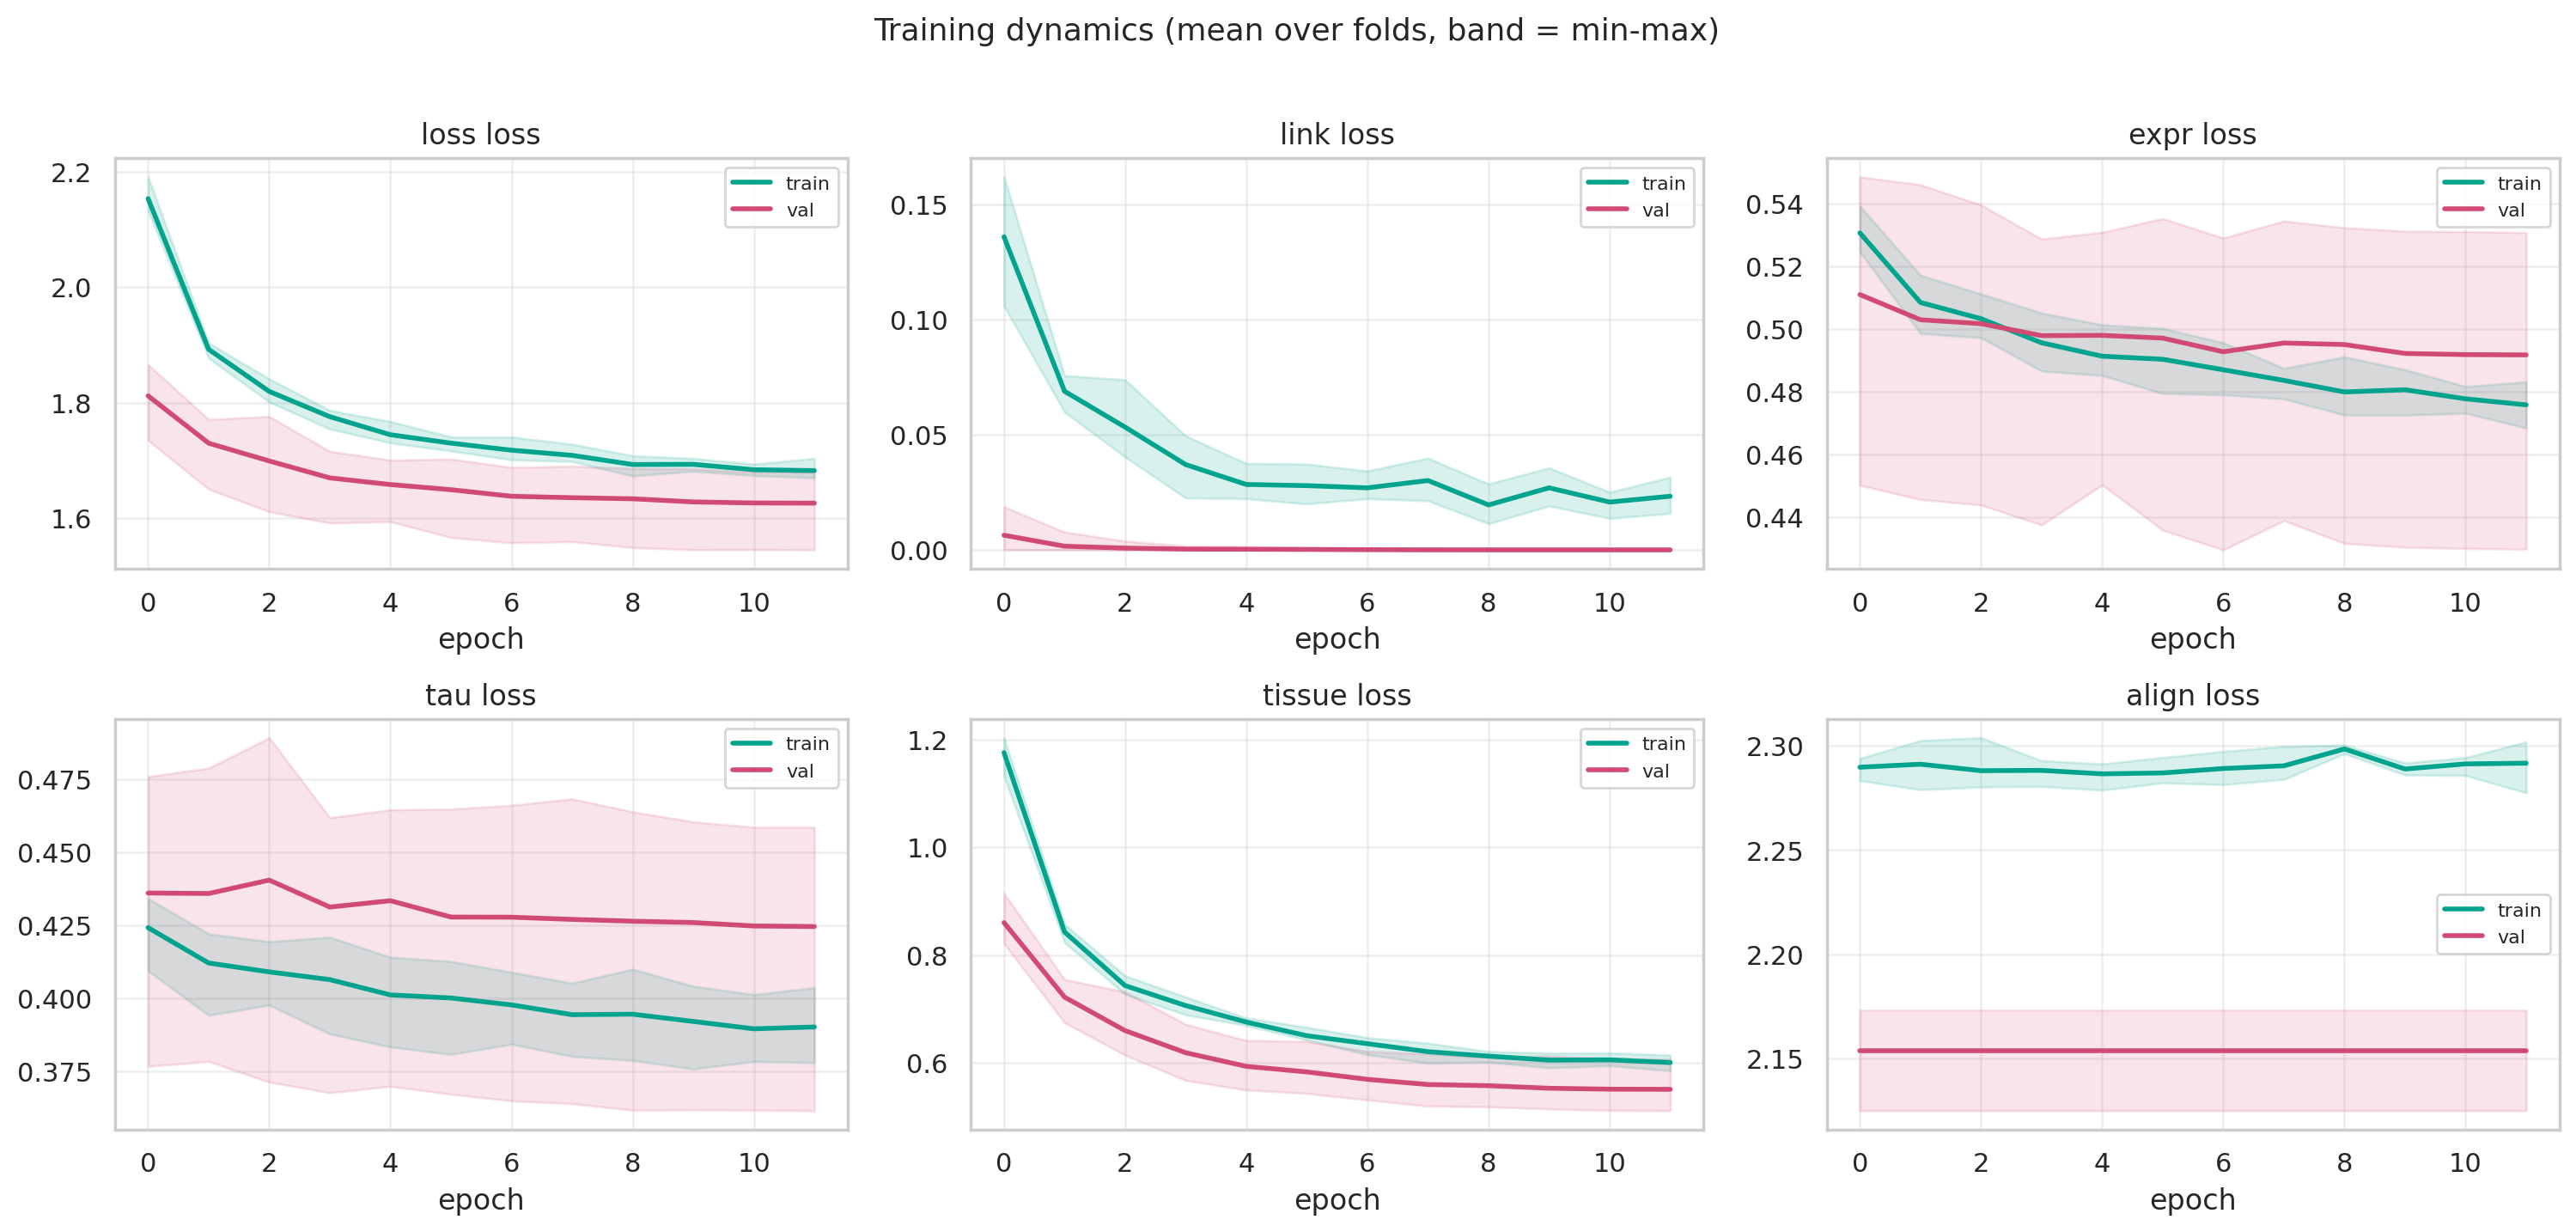 Training dynamics (mean over folds, band = min-max)
loss loss
2.2
2.0
1.8
1.6
train
val
0 2 4 6 8 10
epoch
link loss
0.15
0.10
0.05
0.00
train
val
0 2 4 6 8 10
epoch
expr loss
0.54
0.52
0.50
0.48
0.46
0.44
train
val
0 2 4 6 8 10
epoch
tau loss
0.475
0.450
0.425
0.400
0.375
train
val
0 2 4 6 8 10
epoch
tissue loss
1.2
1.0
0.8
0.6
train
val
0 2 4 6 8 10
epoch
align loss
2.30
2.25
2.20
2.15
train
val
0 2 4 6 8 10
epoch